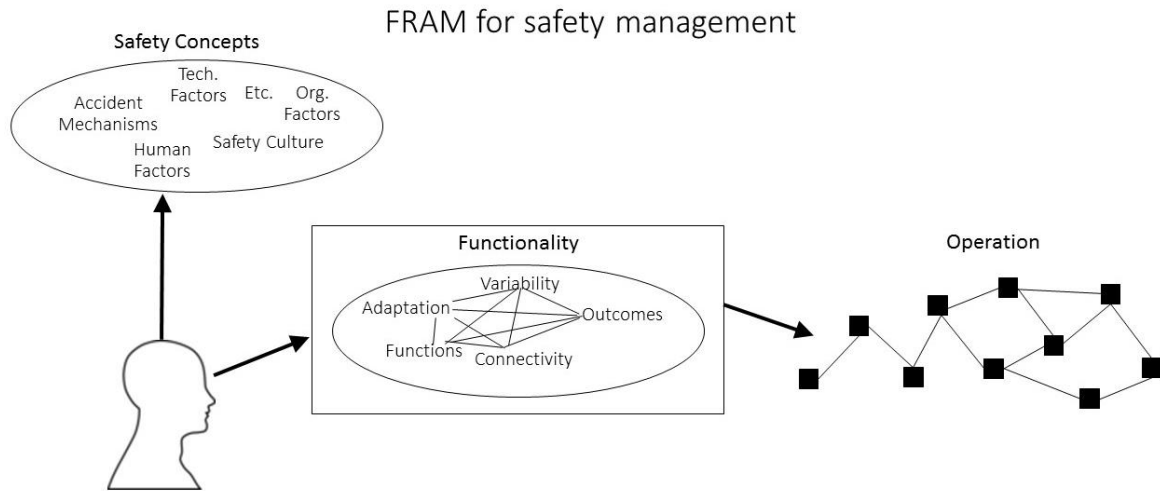 FRAM for safety management
Safety Concepts
Tech.
Factors
Etc.
Org.
Factors
Accident
Mechanisms
Safety Culture
Human
Factors
Functionality
Variability
Adaptation
Outcomes
Functions
Connectivity
Operation